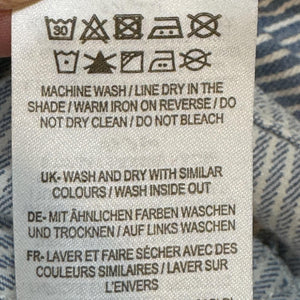 30
MACHINE WASH / LINE DRY IN THE
SHADE / WARM IRON ON REVERSE / DO
NOT DRY CLEAN / DO NOT BLEACH
UK- WASH AND DRY WITH SIMILAR
COLOURS / WASH INSIDE OUT
DE- MIT ÄHNLICHEN FARBEN WASCHEN
UND TROCKNEN / AUF LINKS WASCHEN
FR- LAVER ET FAIRE SÉCHER AVEC DES
COULEURS SIMILAIRES / LAVER SUR
L'ENVERS